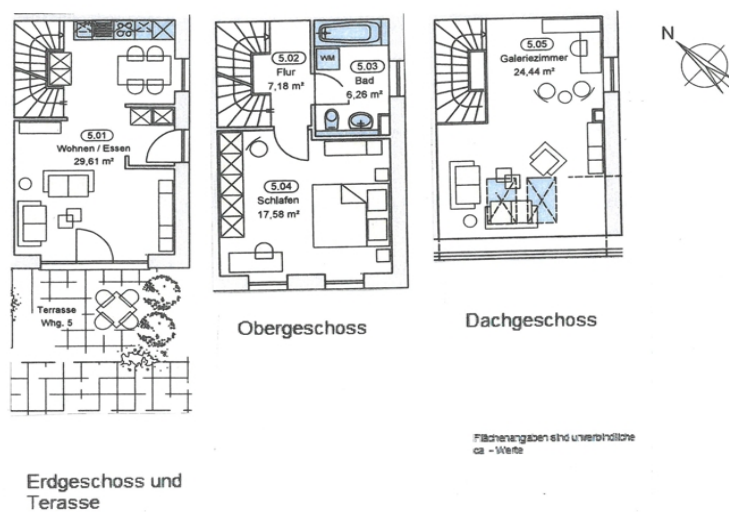 5.01
Wohnen / Essen
29,61 m²
Terrasse
Whg. 5
Erdgeschoss und
Terasse
5.02
Flur
7,18 m²
WM
5.03
Bad
6,26 m²
5.04
Schlafen
17,58 m²
Obergeschoss
5.05
Galeriezimmer
24,44 m²
Dachgeschoss
N
Flächenangaben sind unverbindliche
ca - Werte